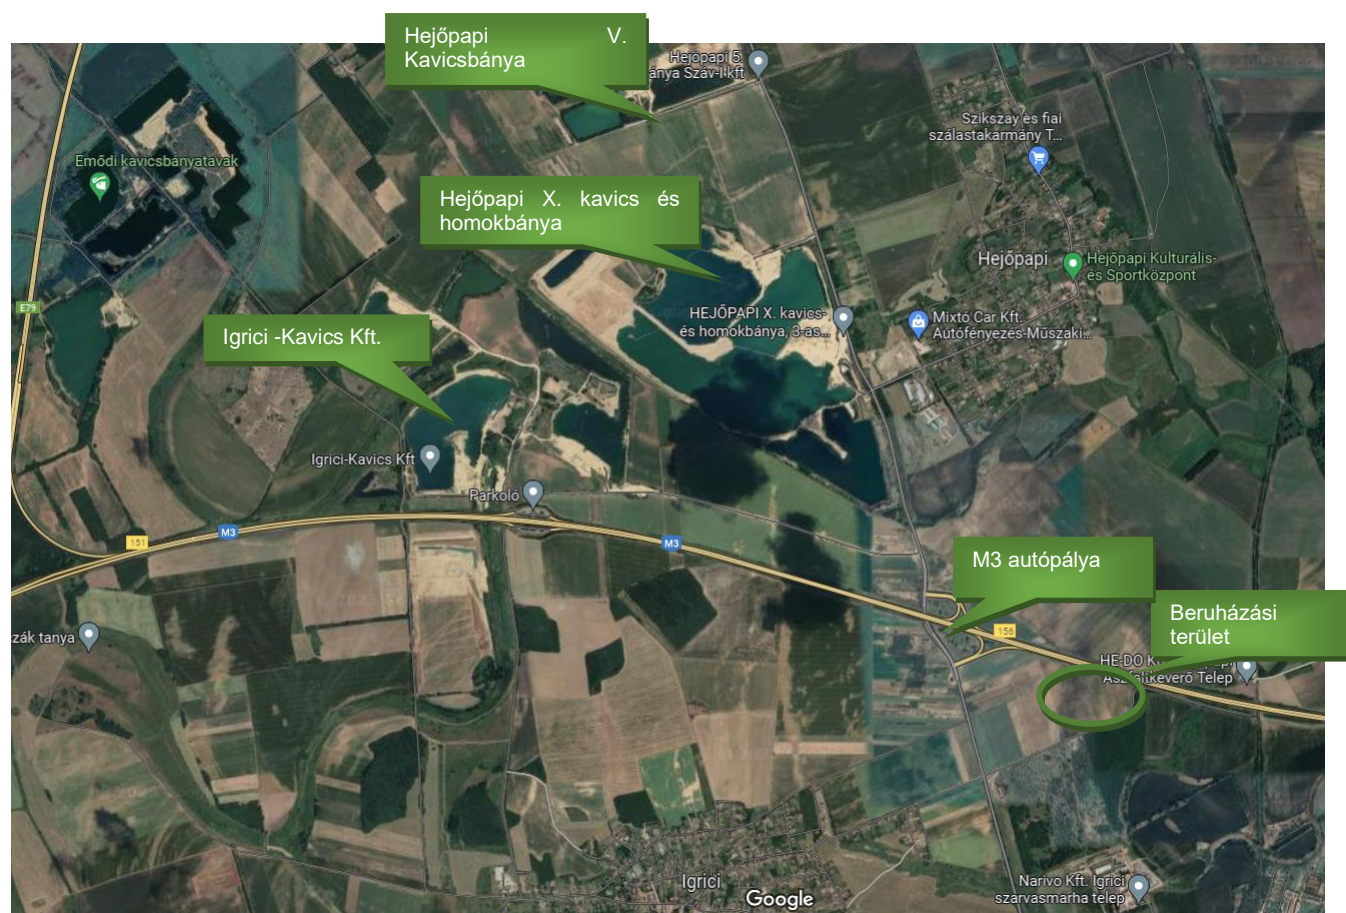 Hejőpapi V.
Kavicsbánya
Hejőpapi 5.
bánya Száv-I kft
Szikszay és fiai
szálastakármány T...
Emődi kavicsbányatavak
Hejőpapi X. kavics és
homokbánya
Hejőpapi
Hejőpapi Kulturális-
és Sportközpont
E79
HEJŐPAPI X. kavics-
és homokbánya, 3-as...
Mixtó Car Kft.
Autófényezés-Műszaki...
Igrici -Kavics Kft.
Igrici-Kavics Kft
Parkoló
M3
151
M3
M3 autópálya
Beruházási
terület
156
czák tanya
HE-DO
Aszfaltkeverő Telep
Igrici
Google
Narivo Kft. Igrici
szarvasmarha telep